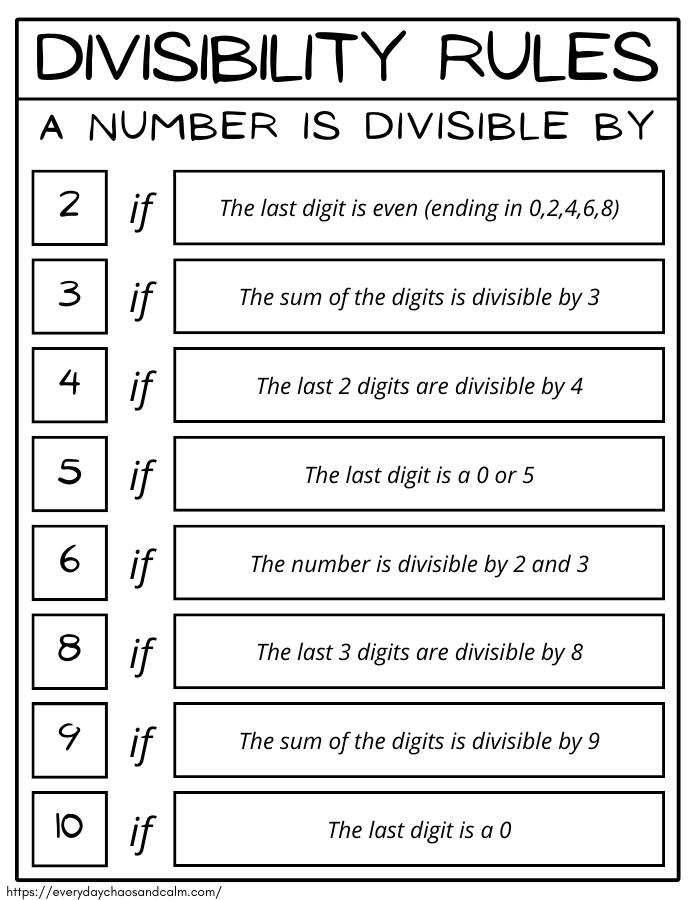 DIVISIBILITY RULES
A NUMBER IS DIVISIBLE BY
2 if The last digit is even (ending in 0,2,4,6,8)
3 if The sum of the digits is divisible by 3
4 if The last 2 digits are divisible by 4
5 if The last digit is a 0 or 5
6 if The number is divisible by 2 and 3
8 if The last 3 digits are divisible by 8
9 if The sum of the digits is divisible by 9
10 if The last digit is a 0
https://everydaychaosandcalm.com/